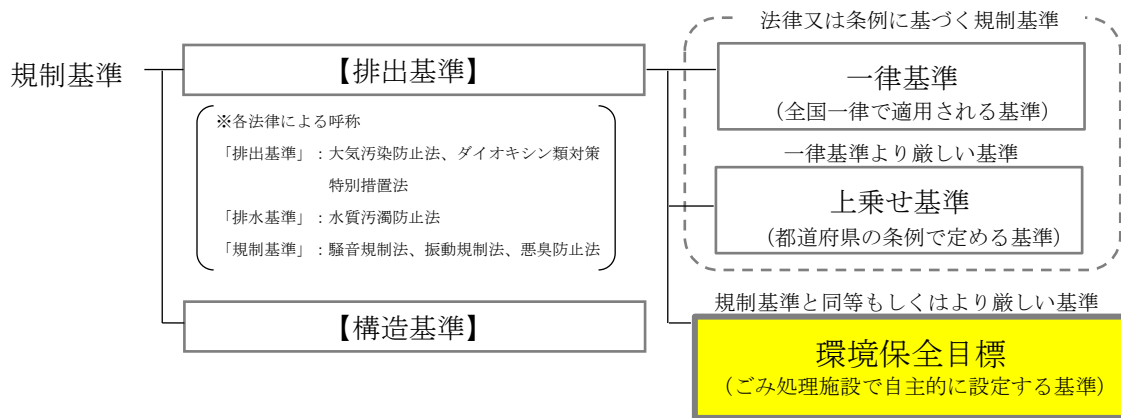 規制基準
【排出基準】
※各法律による呼称
「排出基準」：大気汚染防止法、ダイオキシン類対策
特別措置法
「排水基準」：水質汚濁防止法
「規制基準」：騒音規制法、振動規制法、悪臭防止法
【構造基準】
法律又は条例に基づく規制基準
一律基準
（全国一律で適用される基準）
一律基準より厳しい基準
上乗せ基準
（都道府県の条例で定める基準）
規制基準と同等もしくはより厳しい基準
環境保全目標
（ごみ処理施設で自主的に設定する基準）